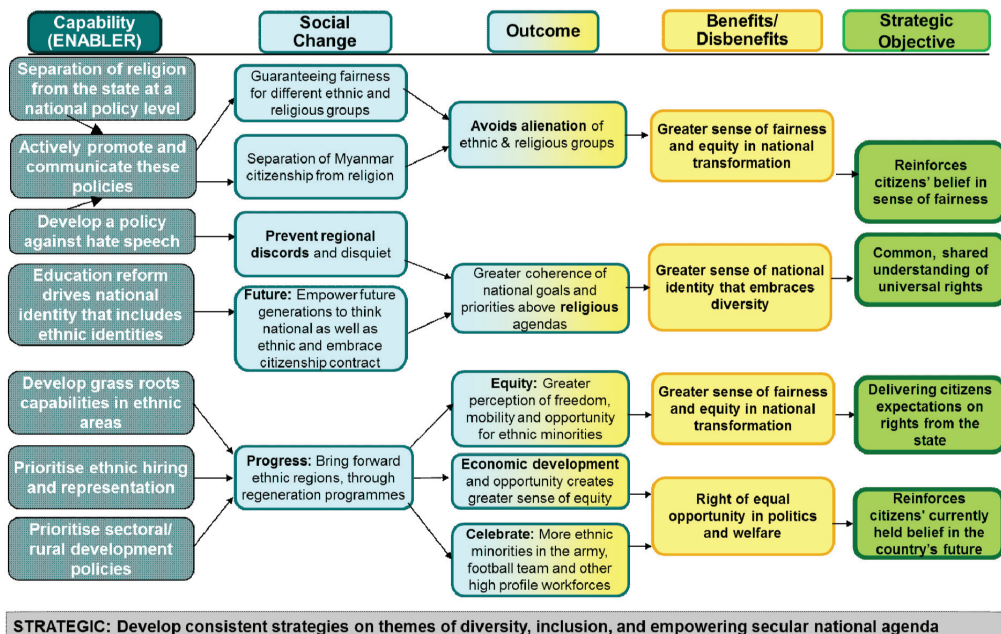 Capability
(ENABLER)
Social
Change
Outcome
Benefits/
Disbenefits
Strategic
Objective
Separation of religion
from the state at a
national policy level
Actively promote and
communicate these
policies
Develop a policy
against hate speech
Education reform
drives national
identity that includes
ethnic identities
Develop grass roots
capabilities in ethnic
areas
Prioritise ethnic hiring
and representation
Prioritise sectoral/
rural development
policies
Guaranteeing fairness
for different ethnic and
religious groups
Separation of Myanmar
citizenship from religion
Prevent regional
discords and disquiet
Future: Empower future
generations to think
national as well as
ethnic and embrace
citizenship contract
Progress: Bring forward
ethnic regions, through
regeneration programmes
Avoids alienation of
ethnic & religious groups
Greater coherence of
national goals and
priorities above religious
agendas
Equity: Greater
perception of freedom,
mobility and opportunity
for ethnic minorities
Economic development
and opportunity creates
greater sense of equity
Celebrate: More ethnic
minorities in the army,
football team and other
high profile workforces
Greater sense of fairness
and equity in national
transformation
Greater sense of national
identity that embraces
diversity
Greater sense of fairness
and equity in national
transformation
Right of equal
opportunity in politics
and welfare
Reinforces
citizens' belief in
sense of fairness
Common, shared
understanding of
universal rights
Delivering citizens
expectations on
rights from the
state
Reinforces
citizens' currently
held belief in the
country's future
STRATEGIC: Develop consistent strategies on themes of diversity, inclusion, and empowering secular national agenda